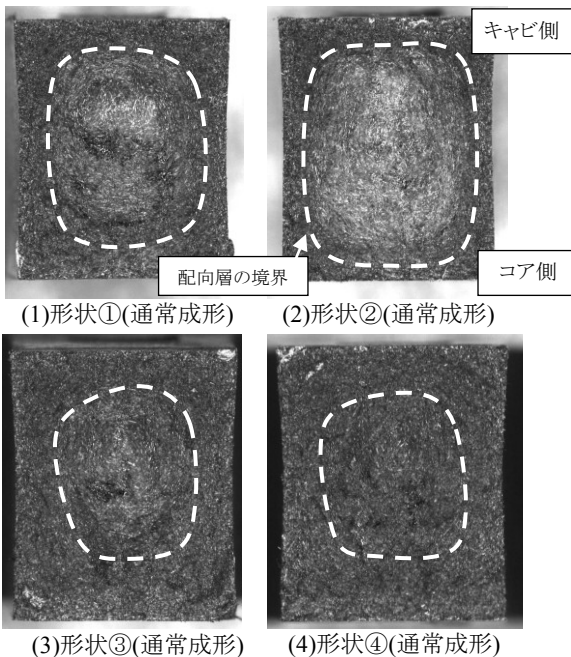 キャビ側
配向層の境界
コア側
(1)形状①(通常成形)
(2)形状②(通常成形)
(3)形状③(通常成形)
(4)形状④(通常成形)